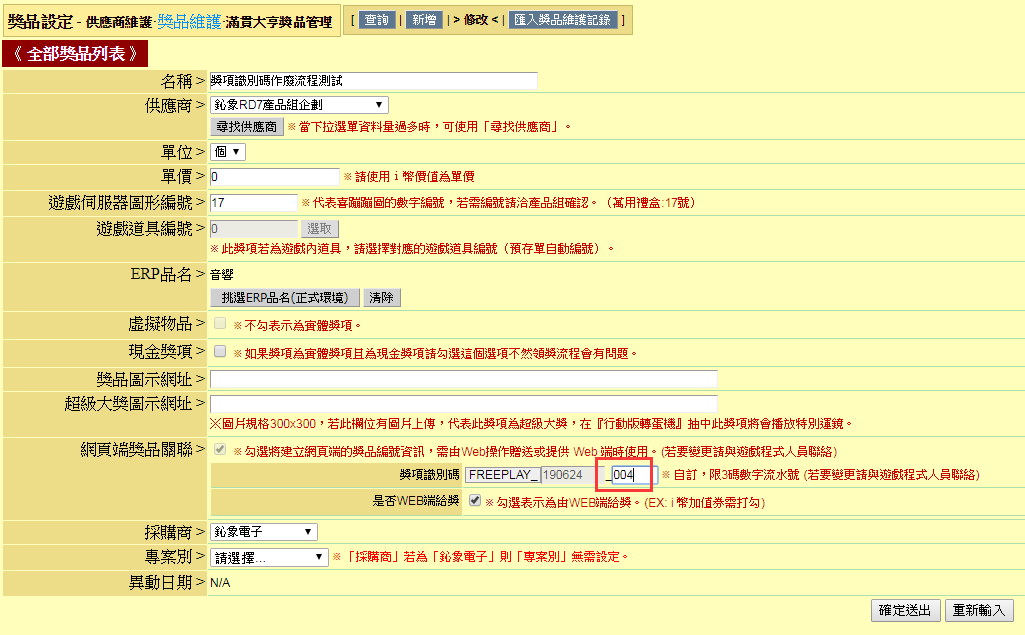 獎品設定 - 供應商維護·獎品維護·滿貫大亨獎品管理 [ 查詢 | 新增 | > 修改 < | 匯入獎品維護記錄 ]
《 全部獎品列表 》
名稱 > 獎項識別碼作廢流程測試
供應商 > 鈊象RD7產品組企劃
尋找供應商 ※ 當下拉選單資料量過多時，可使用「尋找供應商」。
單位 > 個
單價 > 0 ※ 請使用 i 幣價值為單價
遊戲伺服器圖形編號 > 17 ※ 代表喜蹦蹦圖的數字編號，若需編號請洽產品組確認。（萬用禮盒:17號）
遊戲道具編號 > 0 選取
※ 此獎項若為遊戲內道具，請選擇對應的遊戲道具編號（預存單自動編號）。
ERP品名 > 音響
挑選ERP品名(正式環境) 清除
虛擬物品 > ※ 不勾表示為實體獎項。
現金獎項 > ※ 如果獎項為實體獎項且為現金獎項請勾選這個選項不然領獎流程會有問題。
獎品圖示網址 >
超級大獎圖示網址 >
※圖片規格300x300，若此欄位有圖片上傳，代表此獎項為超級大獎，在『行動版轉蛋機』抽中此獎項將會播放特別運鏡。
網頁端獎品關聯 > ※ 勾選將建立網頁端的獎品編號資訊，需由Web操作贈送或提供 Web 端時使用。(若要變更請與遊戲程式人員聯絡)
獎項識別碼 FREEPLAY_ 190624 _ 004 ※ 自訂，限3碼數字流水號 (若要變更請與遊戲程式人員聯絡)
是否WEB端給獎 ※ 勾選表示為由WEB端給獎。(EX: i 幣加值券需打勾)
採購商 > 鈊象電子
專案別 > 請選擇... ※ 「採購商」若為「鈊象電子」則「專案別」無需設定。
異動日期 > N/A
確定送出 重新輸入